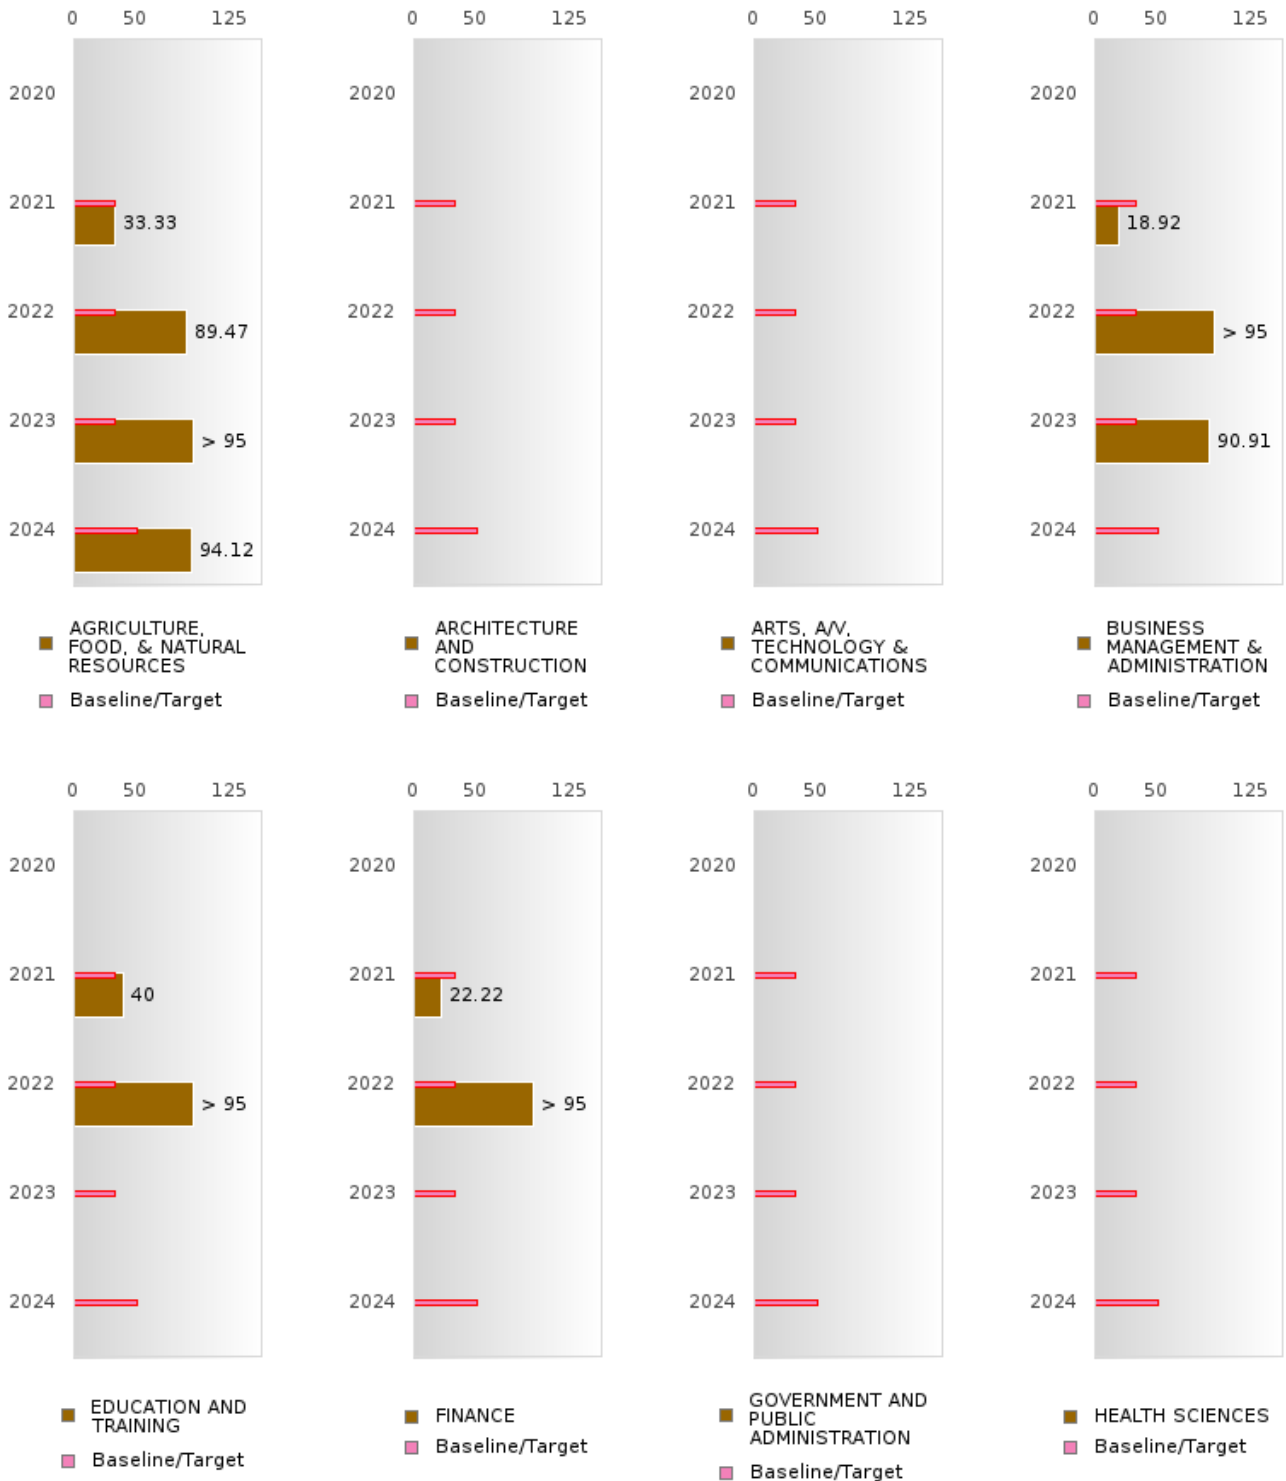 0 50 125
0 50 125
0 50 125
0 50 125
2020
2021
33.33
2022
89.47
2023
> 95
2024
94.12
2020
2021
2022
2023
2024
2020
2021
2022
2023
2024
2020
2021
18.92
2022
> 95
2023
90.91
2024
AGRICULTURE,
FOOD, & NATURAL
RESOURCES
Baseline/Target
ARCHITECTURE
AND
CONSTRUCTION
Baseline/Target
ARTS, A/V,
TECHNOLOGY &
COMMUNICATIONS
Baseline/Target
BUSINESS
MANAGEMENT &
ADMINISTRATION
Baseline/Target
0 50 125
0 50 125
0 50 125
0 50 125
2020
2021
40
2022
> 95
2023
2024
2020
2021
22.22
2022
> 95
2023
2024
2020
2021
2022
2023
2024
2020
2021
2022
2023
2024
EDUCATION AND
TRAINING
Baseline/Target
FINANCE
Baseline/Target
GOVERNMENT AND
PUBLIC
ADMINISTRATION
Baseline/Target
HEALTH SCIENCES
Baseline/Target